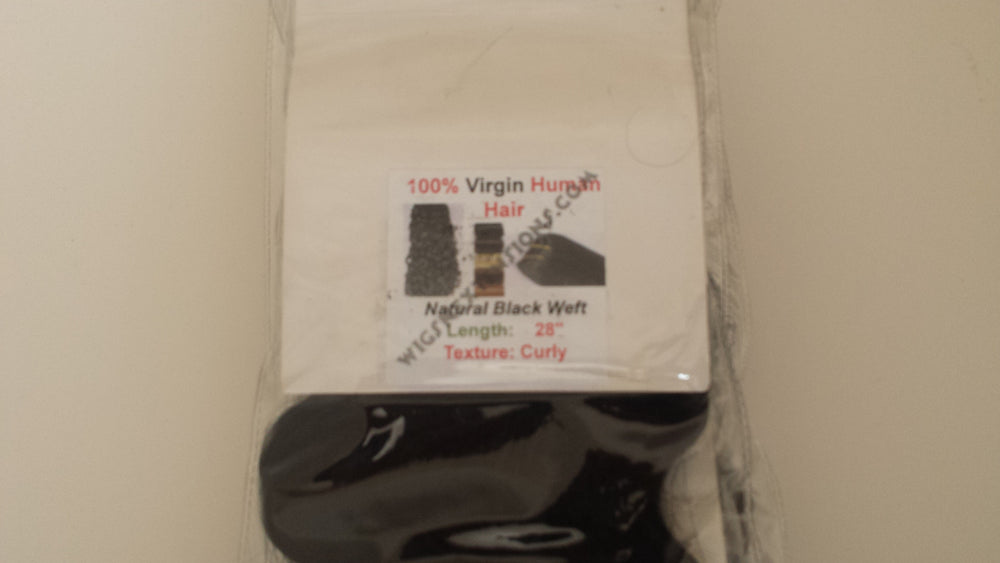 100% Virgin Human
Hair
Natural Black Weft
Length: 28"
Texture: Curly